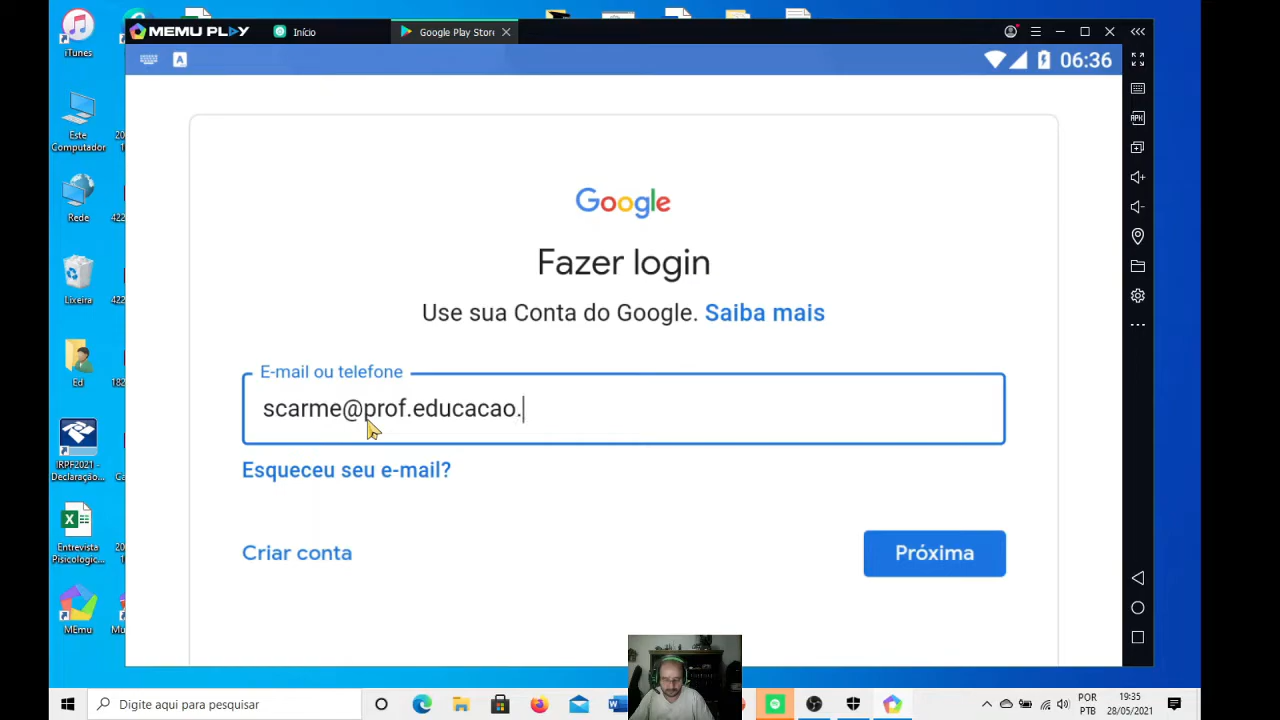 MEMU PLAY
Início
Google Play Store
iTunes
06:36
Este
Computador
Rede
Lixeira
Ed
IRPF2021 -
Declaração...
Entrevista
Pisicologic...
MEmu
Google
Fazer login
Use sua Conta do Google. Saiba mais
E-mail ou telefone
scarme@prof.educacao.
Esqueceu seu e-mail?
Criar conta
Próxima
Digite aqui para pesquisar
POR
PTB
19:35
28/05/2021